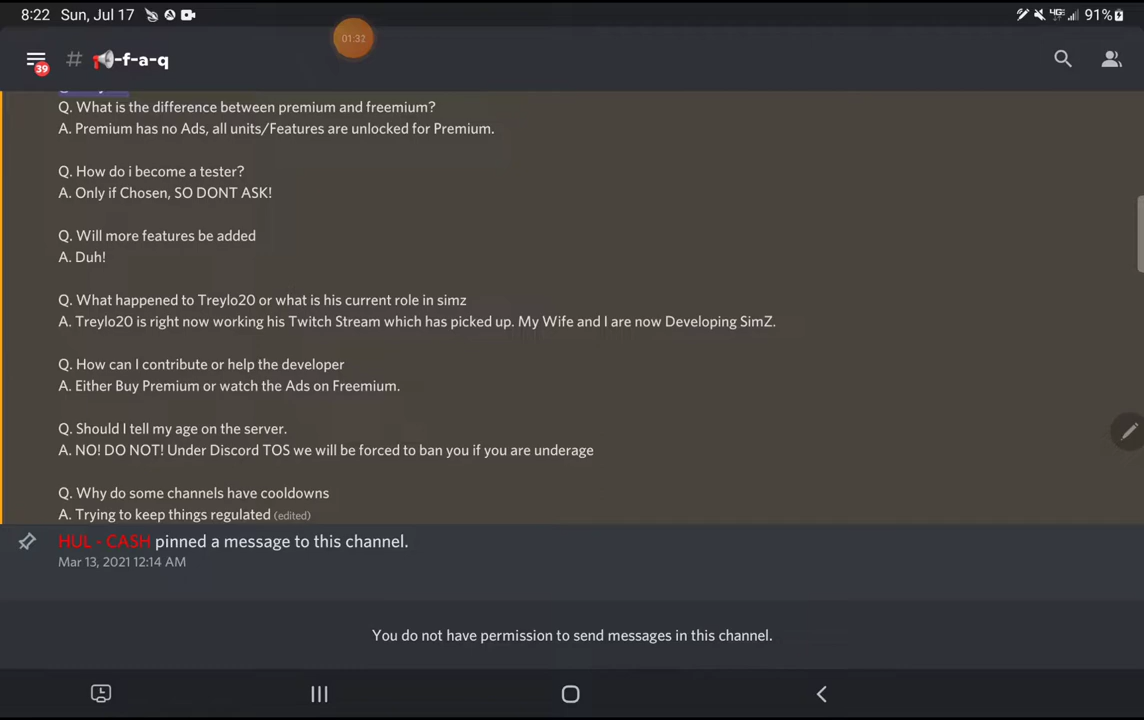 8:22 Sun, Jul 17
4G
91%
01:32
39
# -f-a-q
Q. What is the difference between premium and freemium?
A. Premium has no Ads, all units/Features are unlocked for Premium.
Q. How do i become a tester?
A. Only if Chosen, SO DONT ASK!
Q. Will more features be added
A. Duh!
Q. What happened to Treylo20 or what is his current role in simz
A. Treylo20 is right now working his Twitch Stream which has picked up. My Wife and I are now Developing SimZ.
Q. How can I contribute or help the developer
A. Either Buy Premium or watch the Ads on Freemium.
Q. Should I tell my age on the server.
A. NO! DO NOT! Under Discord TOS we will be forced to ban you if you are underage
Q. Why do some channels have cooldowns
A. Trying to keep things regulated (edited)
HUL - CASH pinned a message to this channel.
Mar 13, 2021 12:14 AM
You do not have permission to send messages in this channel.